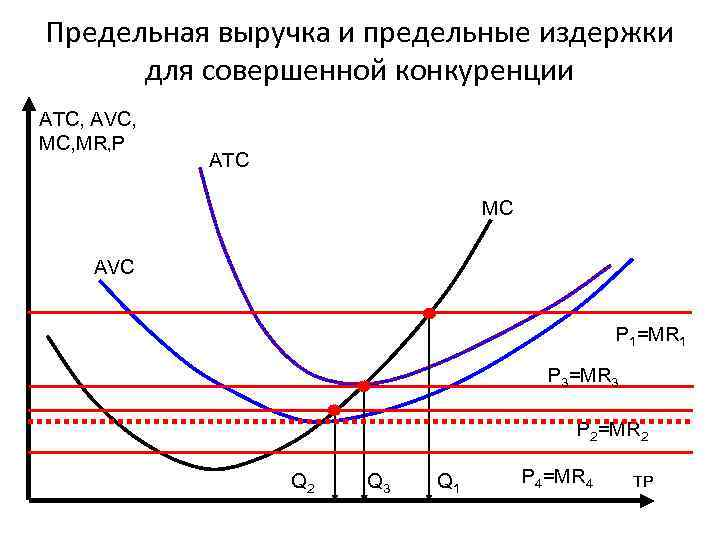 Предельная выручка и предельные издержки
для совершенной конкуренции
ATC, AVC,
MC,MR,P
ATC
MC
AVC
P₁=MR₁
P₃=MR₃
P₂=MR₂
Q₂ Q₃ Q₁ P₄=MR₄ TP